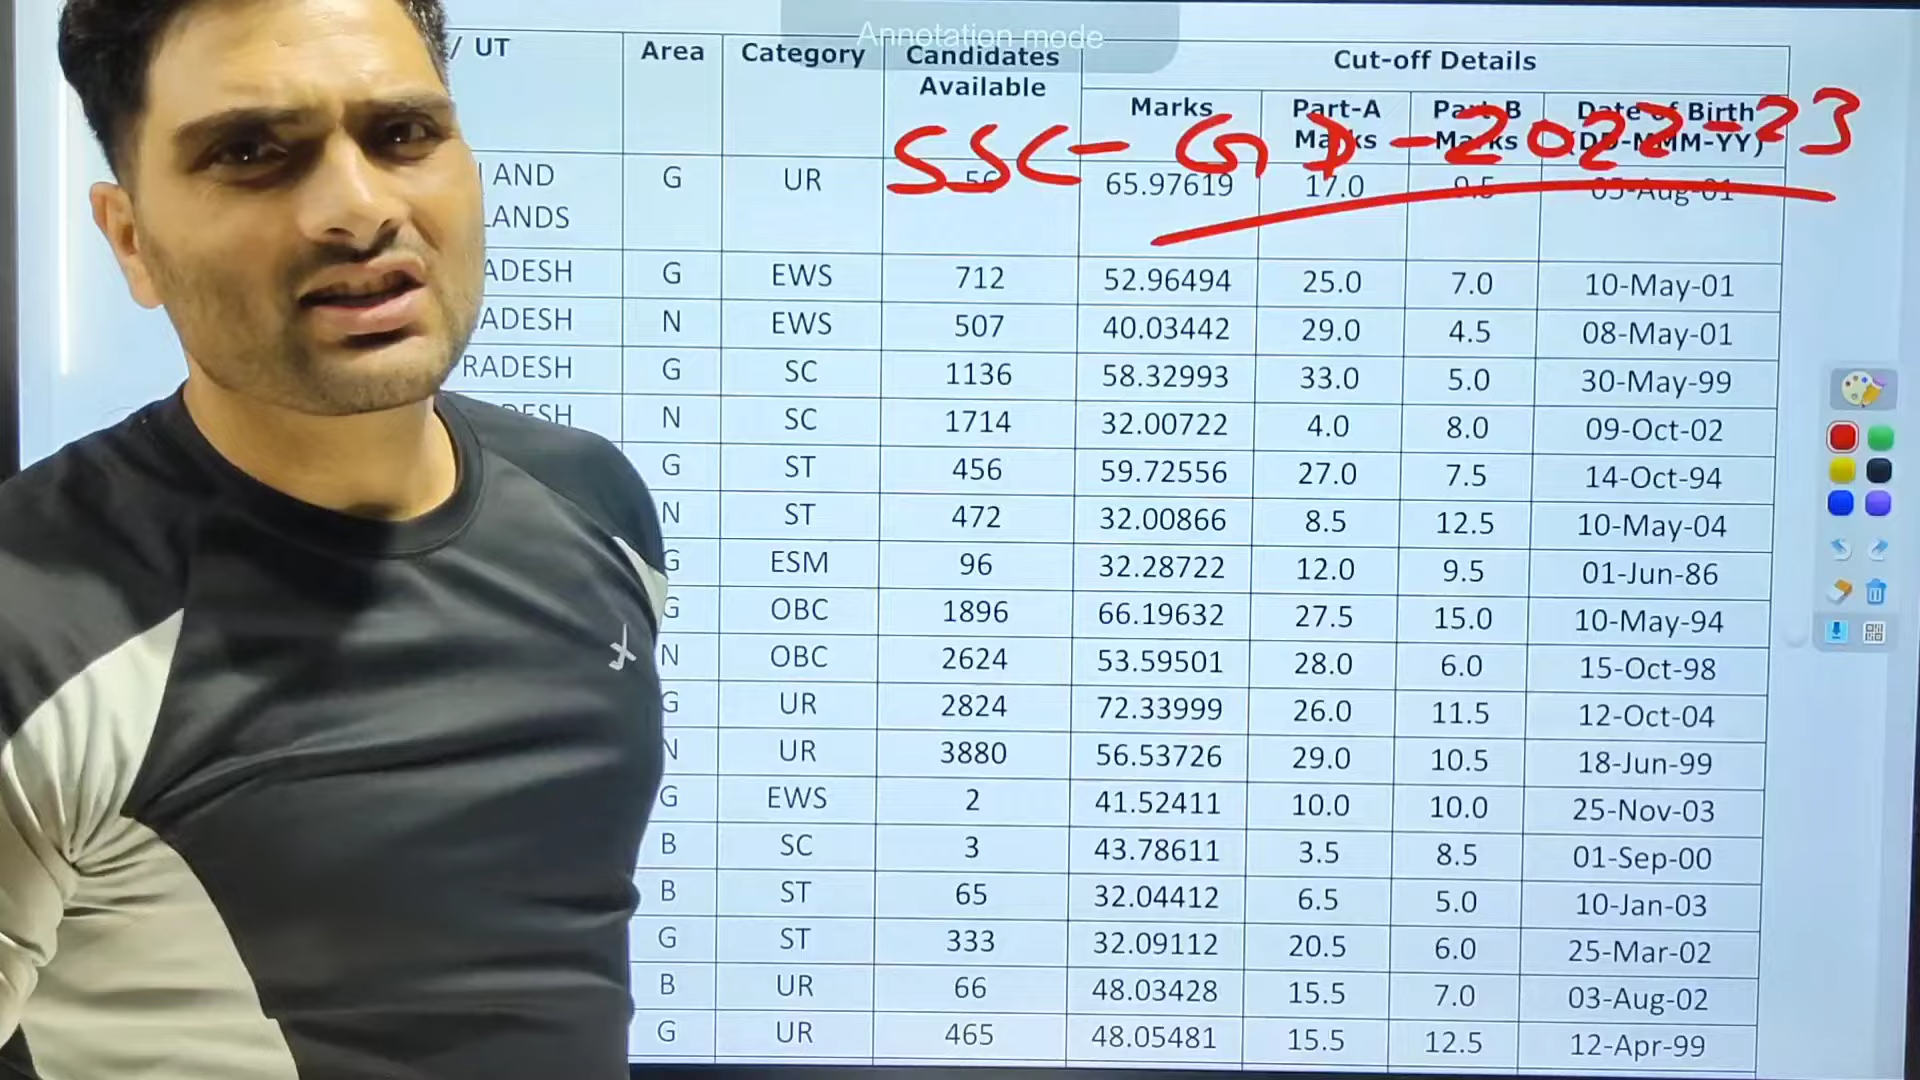 Annotation mode
/ UT Area Category Candidates Available Cut-off Details
Marks Part-A Marks Part-B Marks Date of Birth (DD-MMM-YY)
SSC- GD -2022-23
AND G UR 65.97619 17.0 9.5 05-Aug-01
LANDS
ADESH G EWS 712 52.96494 25.0 7.0 10-May-01
ADESH N EWS 507 40.03442 29.0 4.5 08-May-01
RADESH G SC 1136 58.32993 33.0 5.0 30-May-99
DESH N SC 1714 32.00722 4.0 8.0 09-Oct-02
G ST 456 59.72556 27.0 7.5 14-Oct-94
N ST 472 32.00866 8.5 12.5 10-May-04
G ESM 96 32.28722 12.0 9.5 01-Jun-86
G OBC 1896 66.19632 27.5 15.0 10-May-94
N OBC 2624 53.59501 28.0 6.0 15-Oct-98
G UR 2824 72.33999 26.0 11.5 12-Oct-04
N UR 3880 56.53726 29.0 10.5 18-Jun-99
G EWS 2 41.52411 10.0 10.0 25-Nov-03
B SC 3 43.78611 3.5 8.5 01-Sep-00
B ST 65 32.04412 6.5 5.0 10-Jan-03
G ST 333 32.09112 20.5 6.0 25-Mar-02
B UR 66 48.03428 15.5 7.0 03-Aug-02
G UR 465 48.05481 15.5 12.5 12-Apr-99